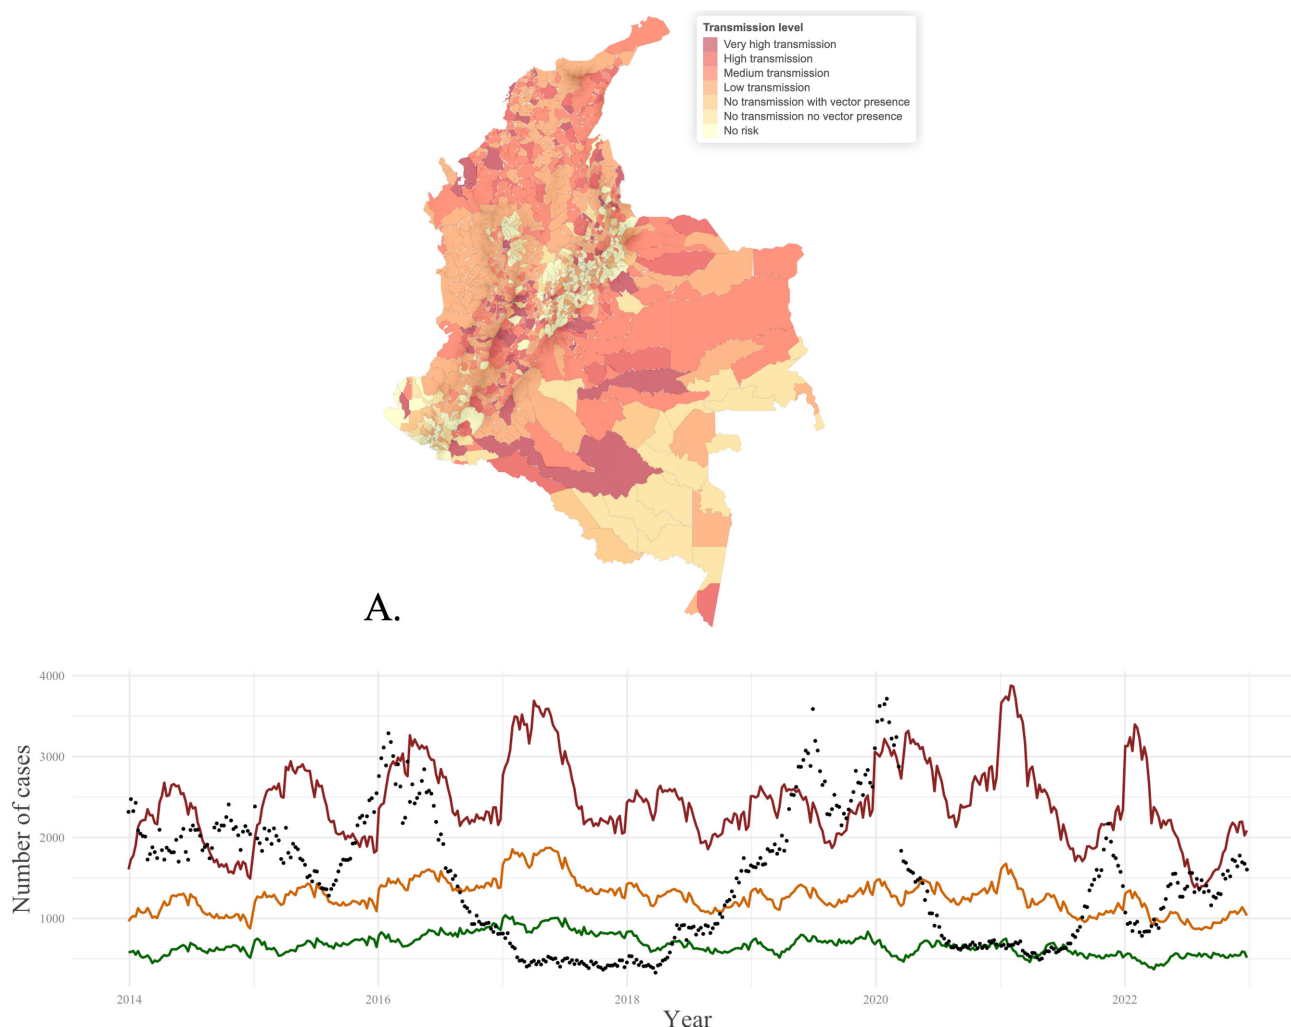 Transmission level
Very high transmission
High transmission
Medium transmission
Low transmission
No transmission with vector presence
No transmission no vector presence
No risk
A.
4000
3000
2000
1000
Number of cases
2014
2016
2018
2020
2022
Year